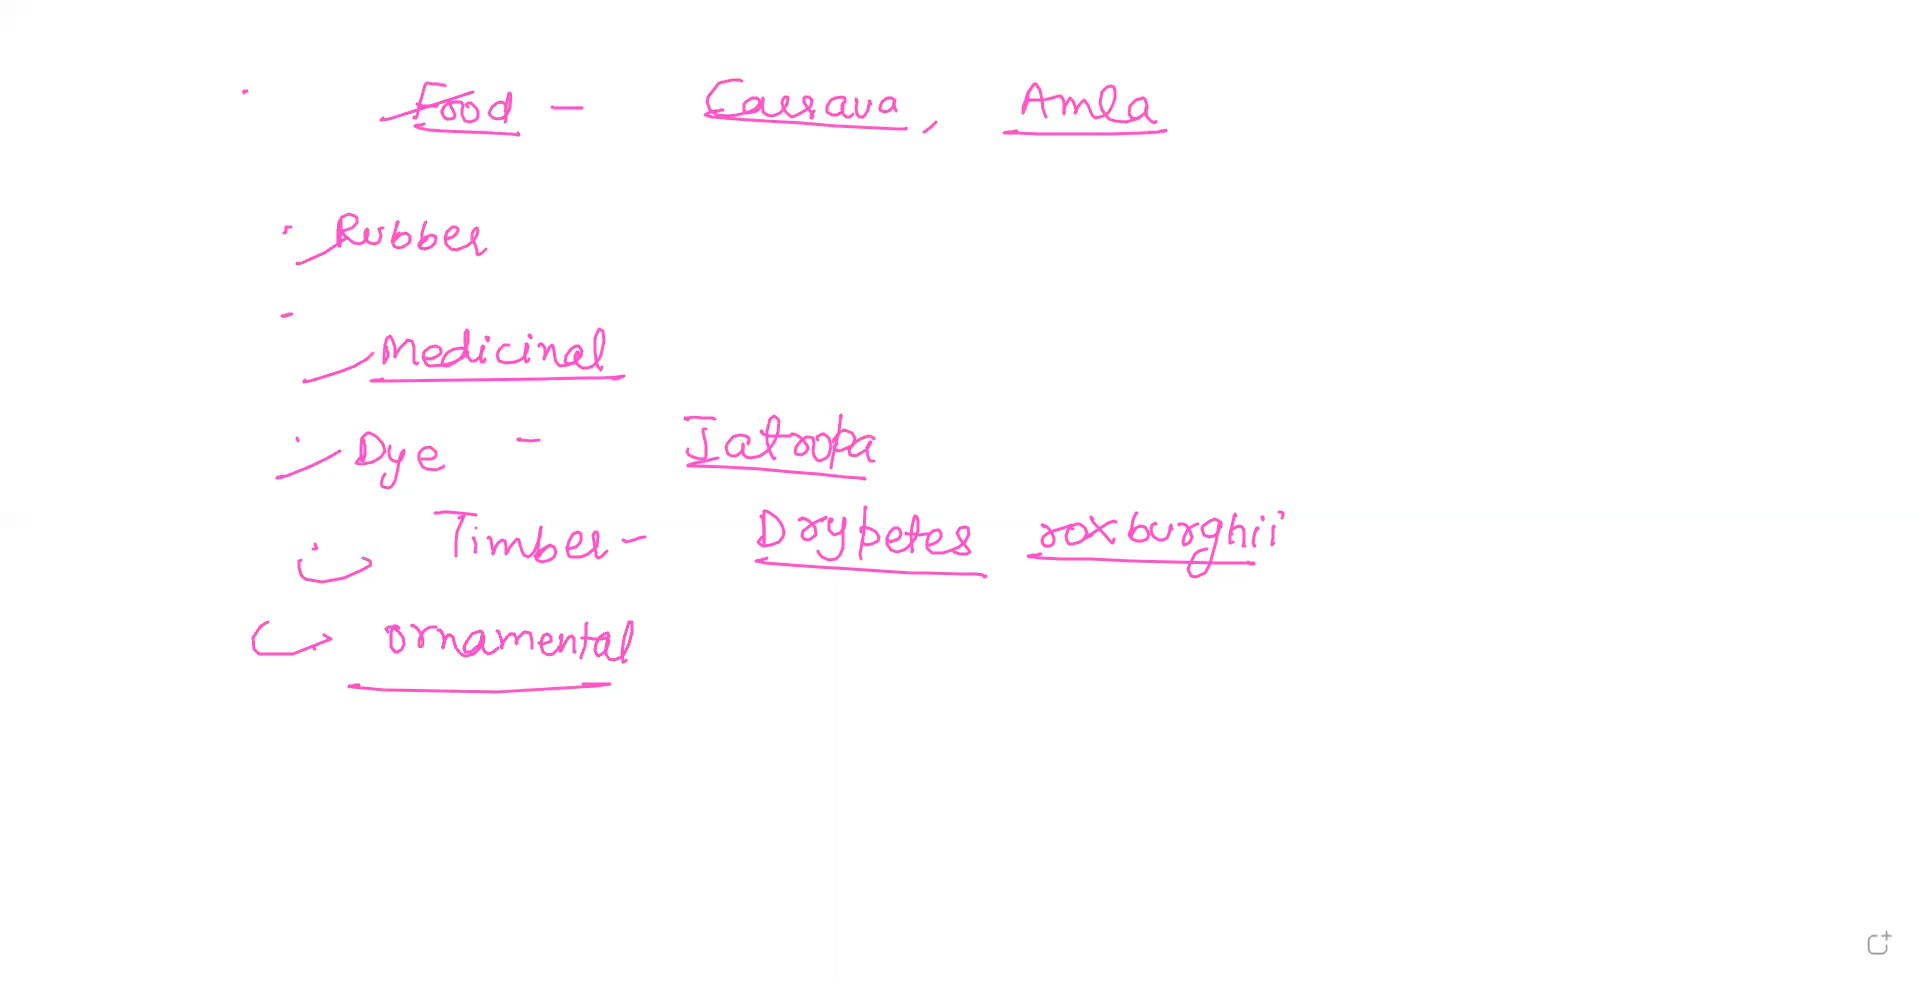 Food - Cassava, Amla
Rubber
Medicinal
Dye - Jatropa
Timber - Drypetes roxburghii
ornamental